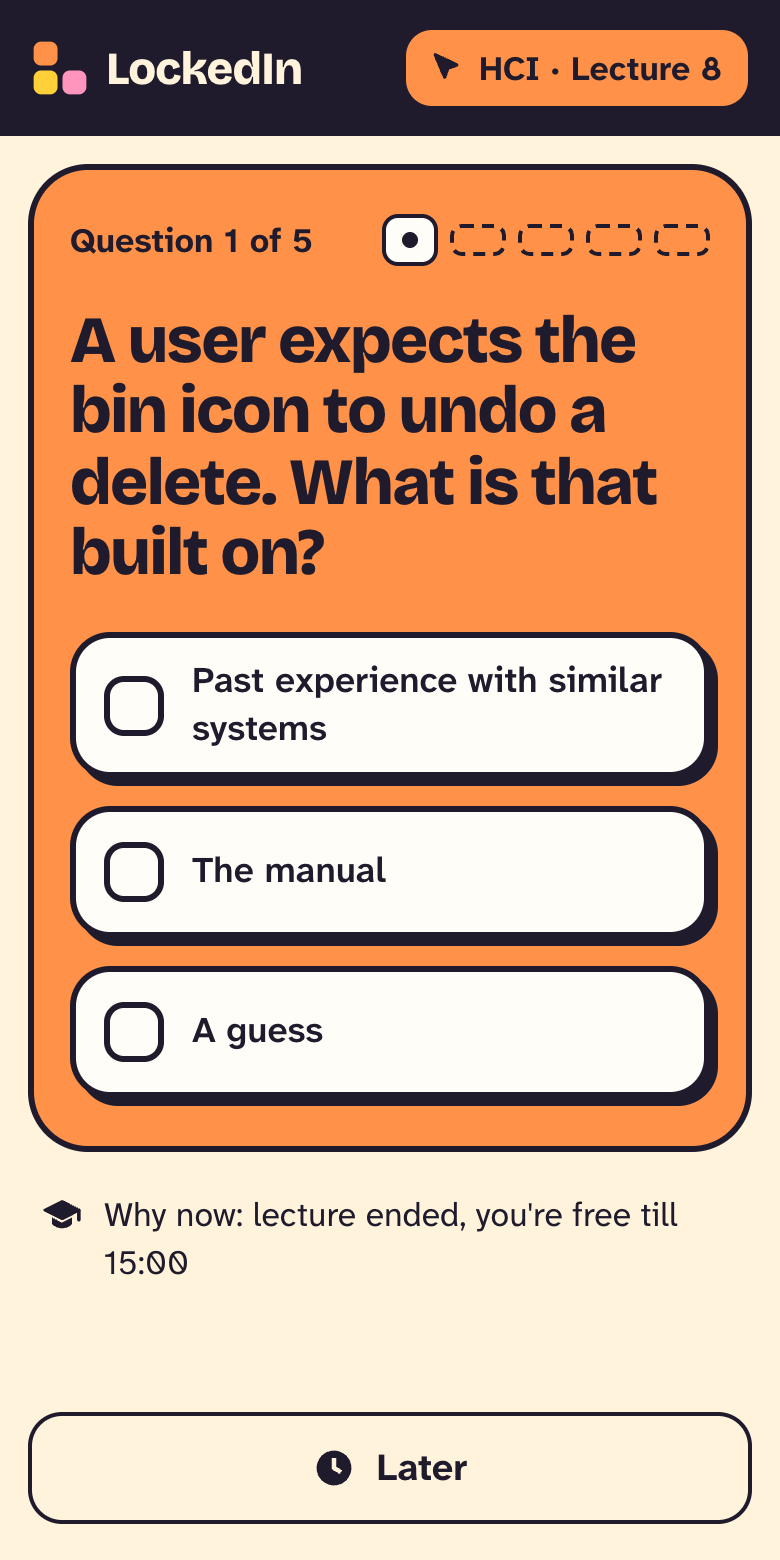 LockedIn
HCI · Lecture 8
Question 1 of 5
A user expects the
bin icon to undo a
delete. What is that
built on?
Past experience with similar
systems
The manual
A guess
Why now: lecture ended, you're free till
15:00
Later